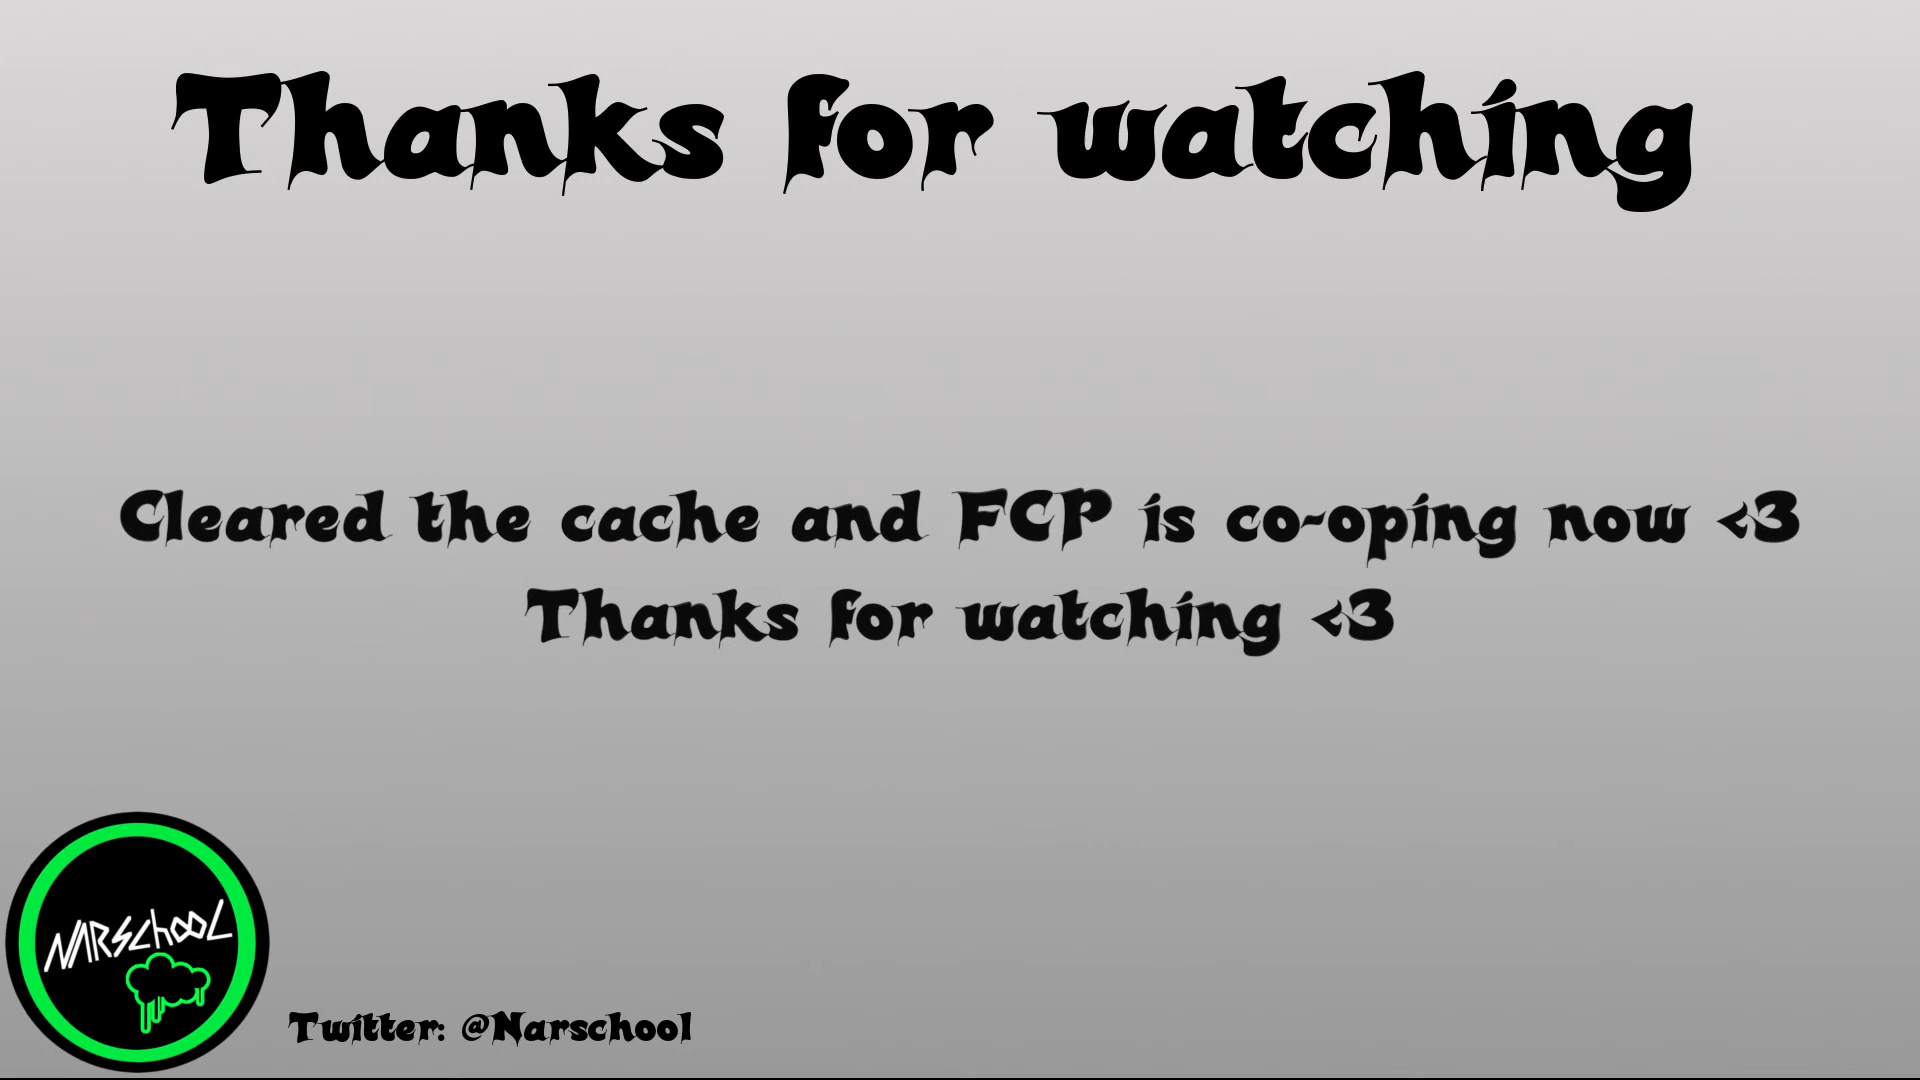 Thanks for watching
Cleared the cache and FCP is co-oping now <3
Thanks for watching <3
NARSchOOL
Twitter: @Narschool